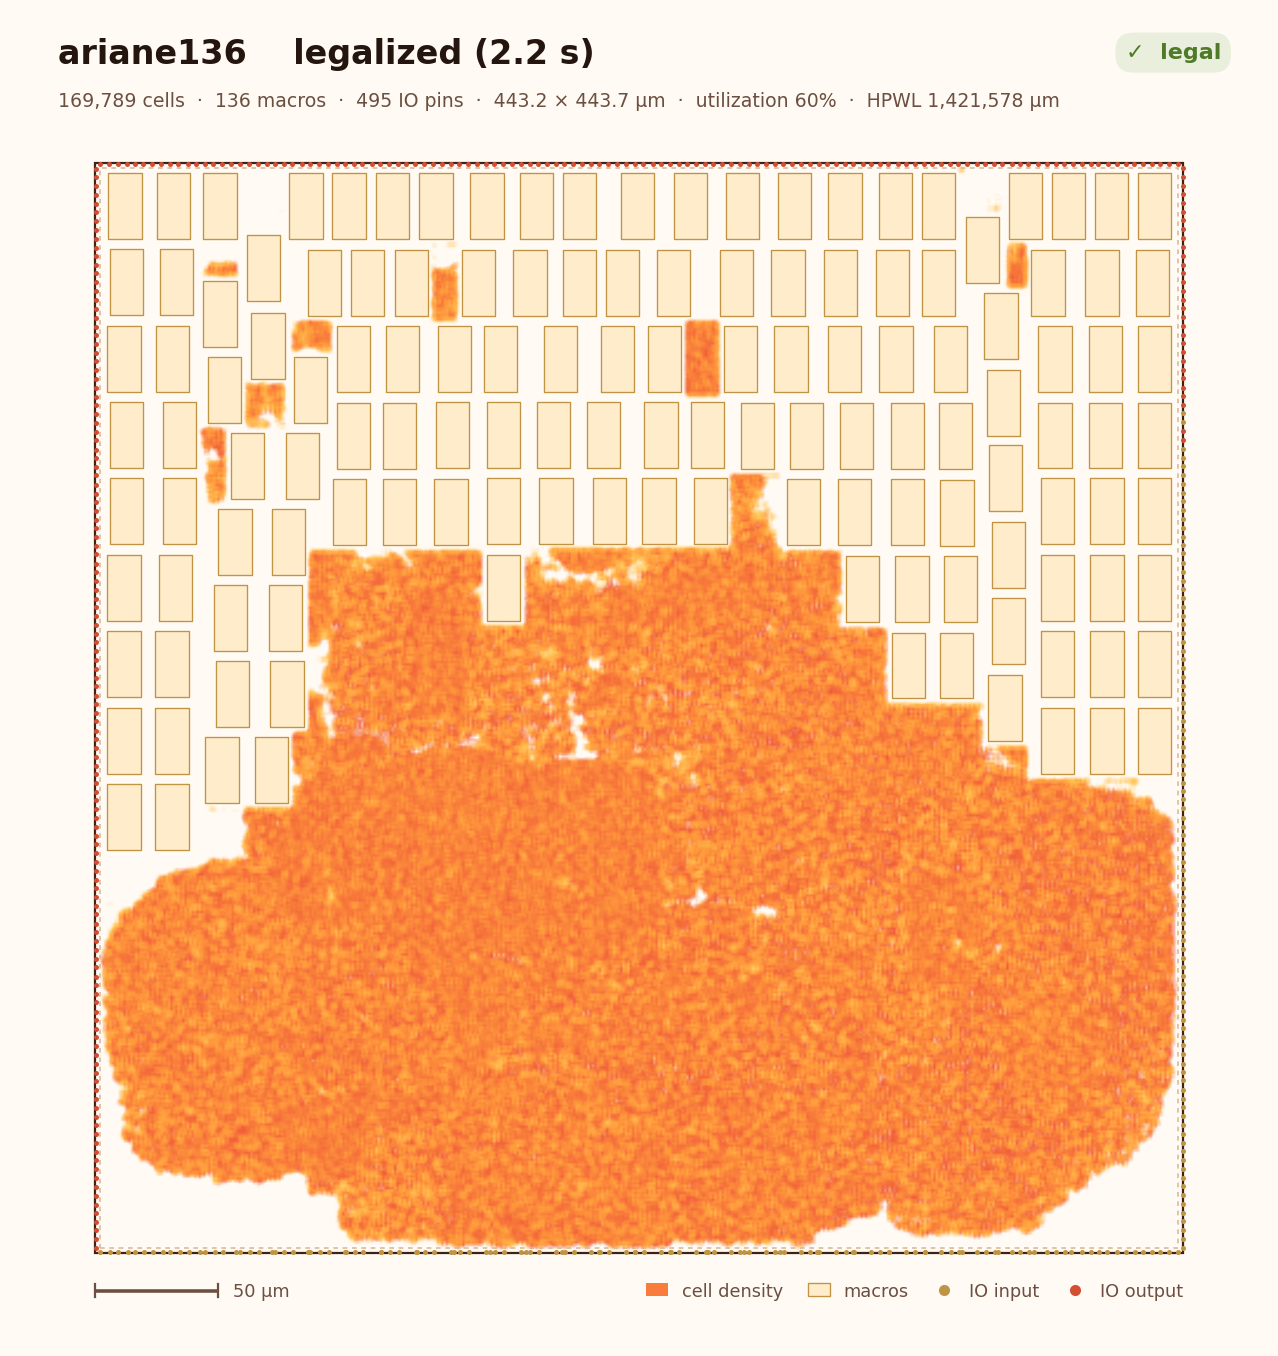 ariane136 legalized (2.2 s)
✓ legal
169,789 cells · 136 macros · 495 IO pins · 443.2 × 443.7 µm · utilization 60% · HPWL 1,421,578 µm
50 µm
cell density
macros
IO input
IO output